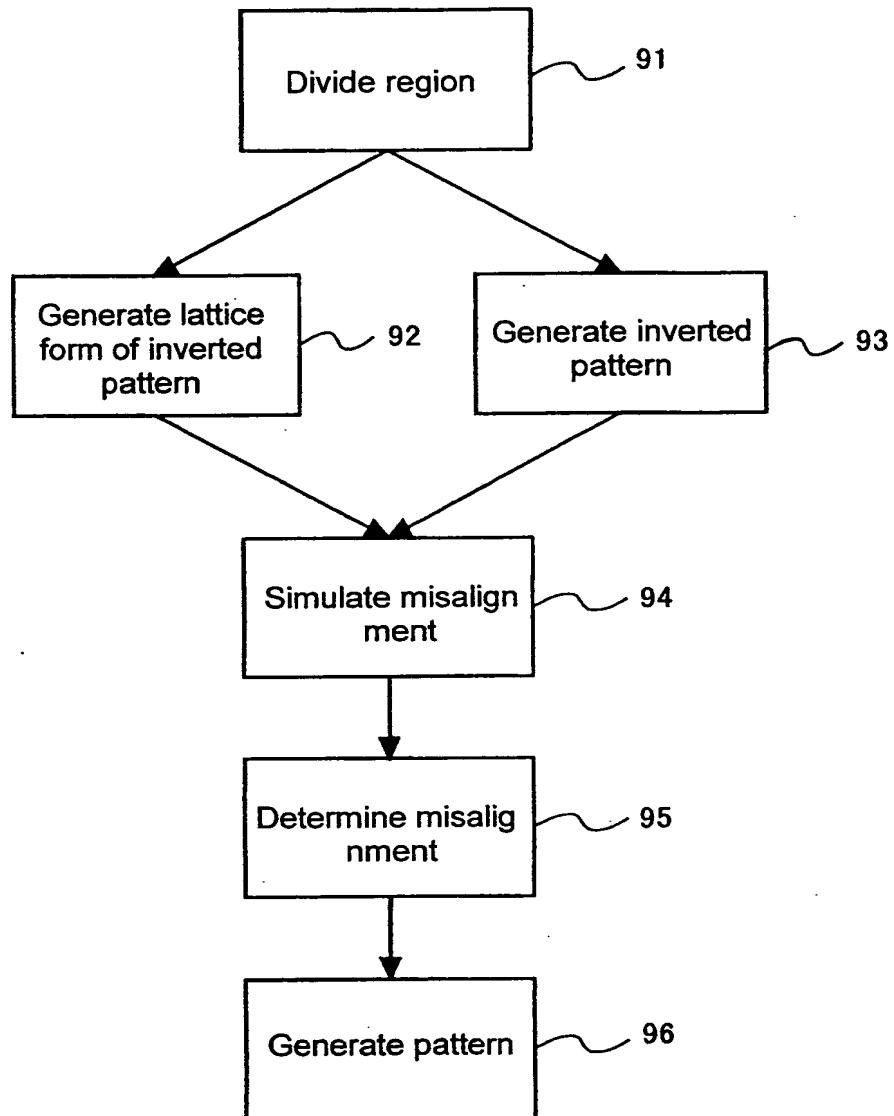 Divide region
91
Generate lattice
form of inverted
pattern
92
Generate inverted
pattern
93
Simulate misalign
ment
94
Determine misalig
nment
95
Generate pattern
96